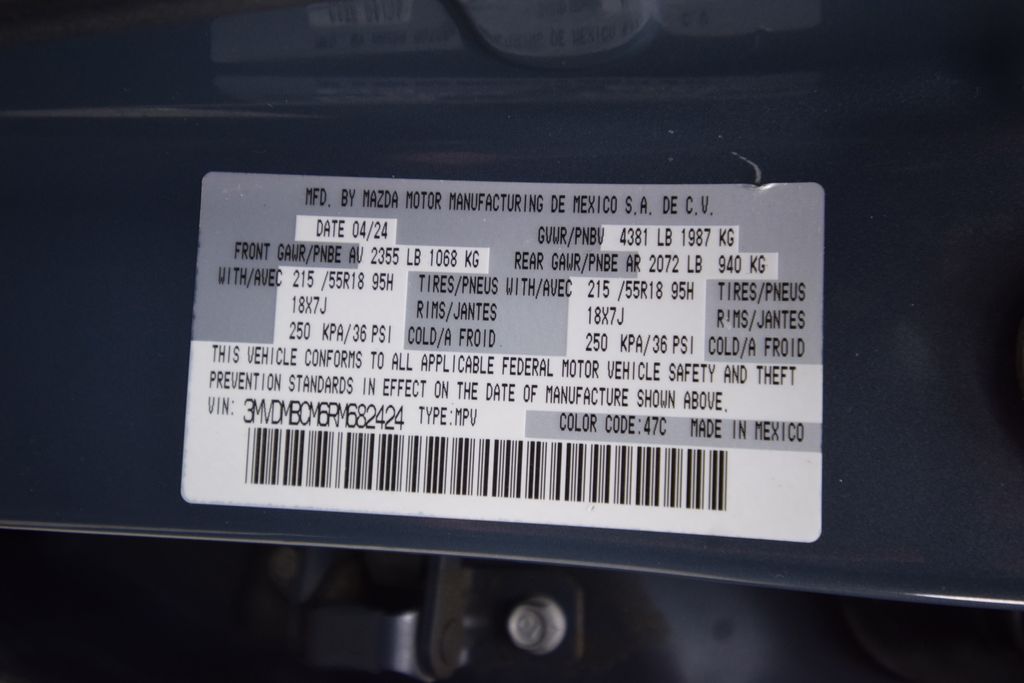 MFD. BY MAZDA MOTOR MANUFACTURING DE MEXICO S.A. DE C.V.
DATE 04/24 GVWR/PNBV 4381 LB 1987 KG
FRONT GAWR/PNBE AV 2355 LB 1068 KG REAR GAWR/PNBE AR 2072 LB 940 KG
WITH/AVEC 215 /55R18 95H TIRES/PNEUS WITH/AVEC 215 /55R18 95H TIRES/PNEUS
18X7J RIMS/JANTES 18X7J RIMS/JANTES
250 KPA/36 PSI COLD/A FROID 250 KPA/36 PSI COLD/A FROID
THIS VEHICLE CONFORMS TO ALL APPLICABLE FEDERAL MOTOR VEHICLE SAFETY AND THEFT
PREVENTION STANDARDS IN EFFECT ON THE DATE OF MANUFACTURE SHOWN ABOVE.
VIN: 3MVDMBCM6RM682424 TYPE:MPV COLOR CODE:47C MADE IN MEXICO